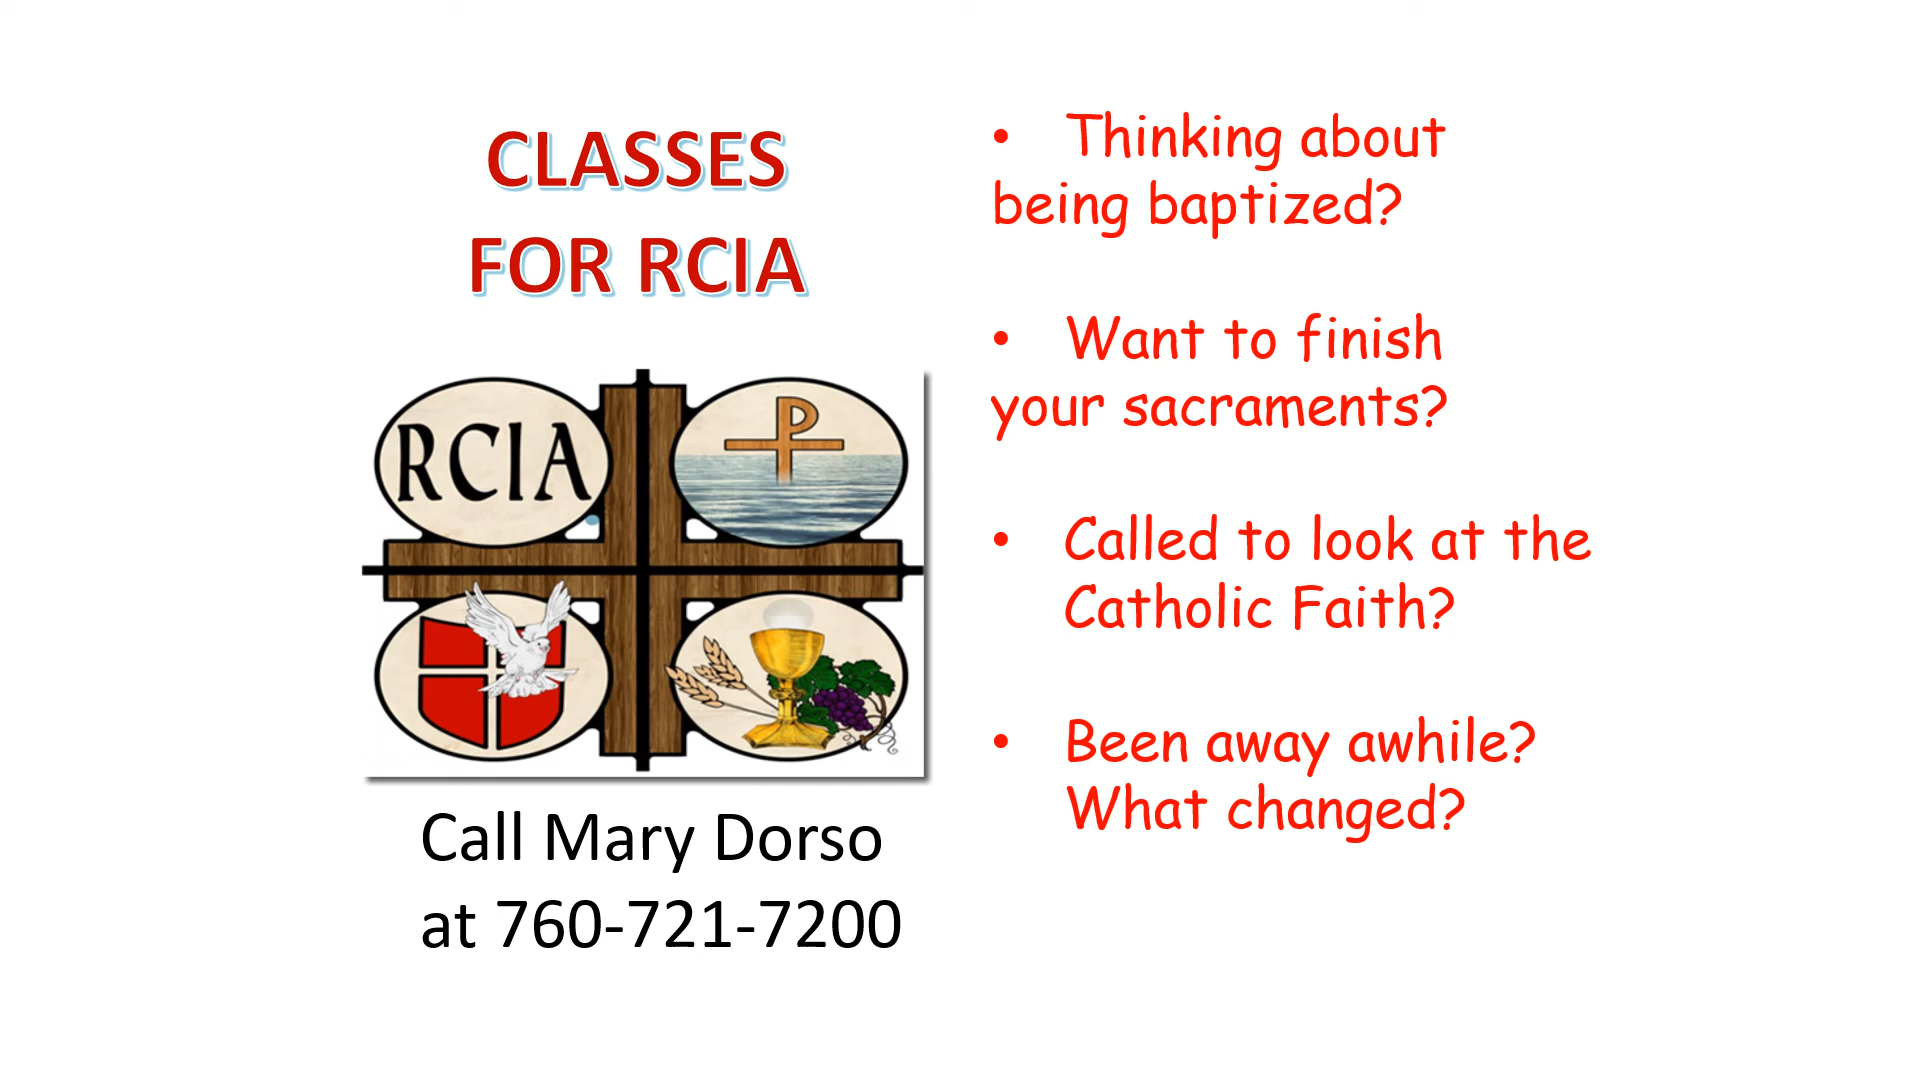 CLASSES
FOR RCIA
RCIA
Call Mary Dorso
at 760-721-7200
• Thinking about
being baptized?
• Want to finish
your sacraments?
• Called to look at the
Catholic Faith?
• Been away awhile?
What changed?